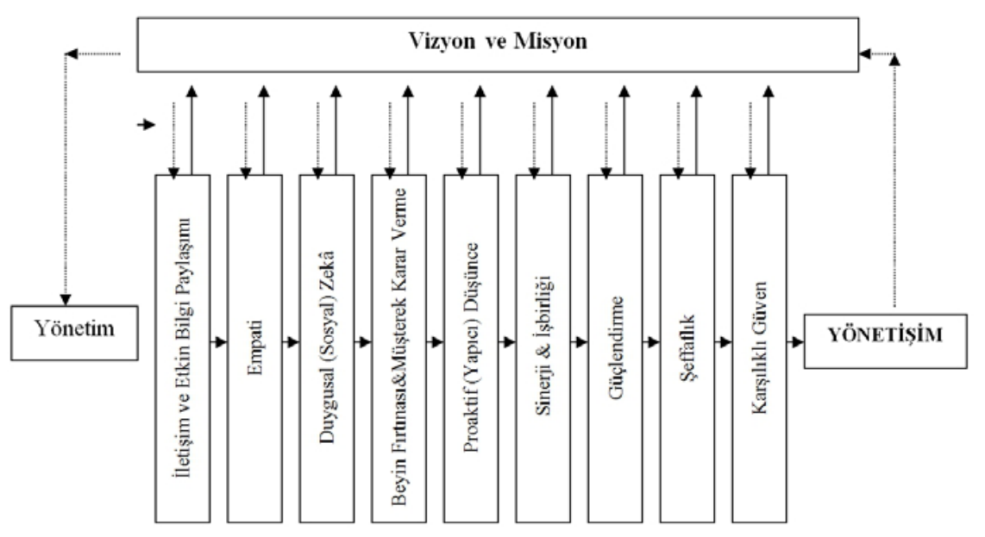 Vizyon ve Misyon
Yönetim
İletişim ve Etkin Bilgi Paylaşımı
Empati
Duygusal (Sosyal) Zekâ
Beyin Fırtınası&Müşterek Karar Verme
Proaktif (Yapıcı) Düşünce
Sinerji & İşbirliği
Güçlendirme
Şeffaflık
Karşılıklı Güven
YÖNETİŞİM